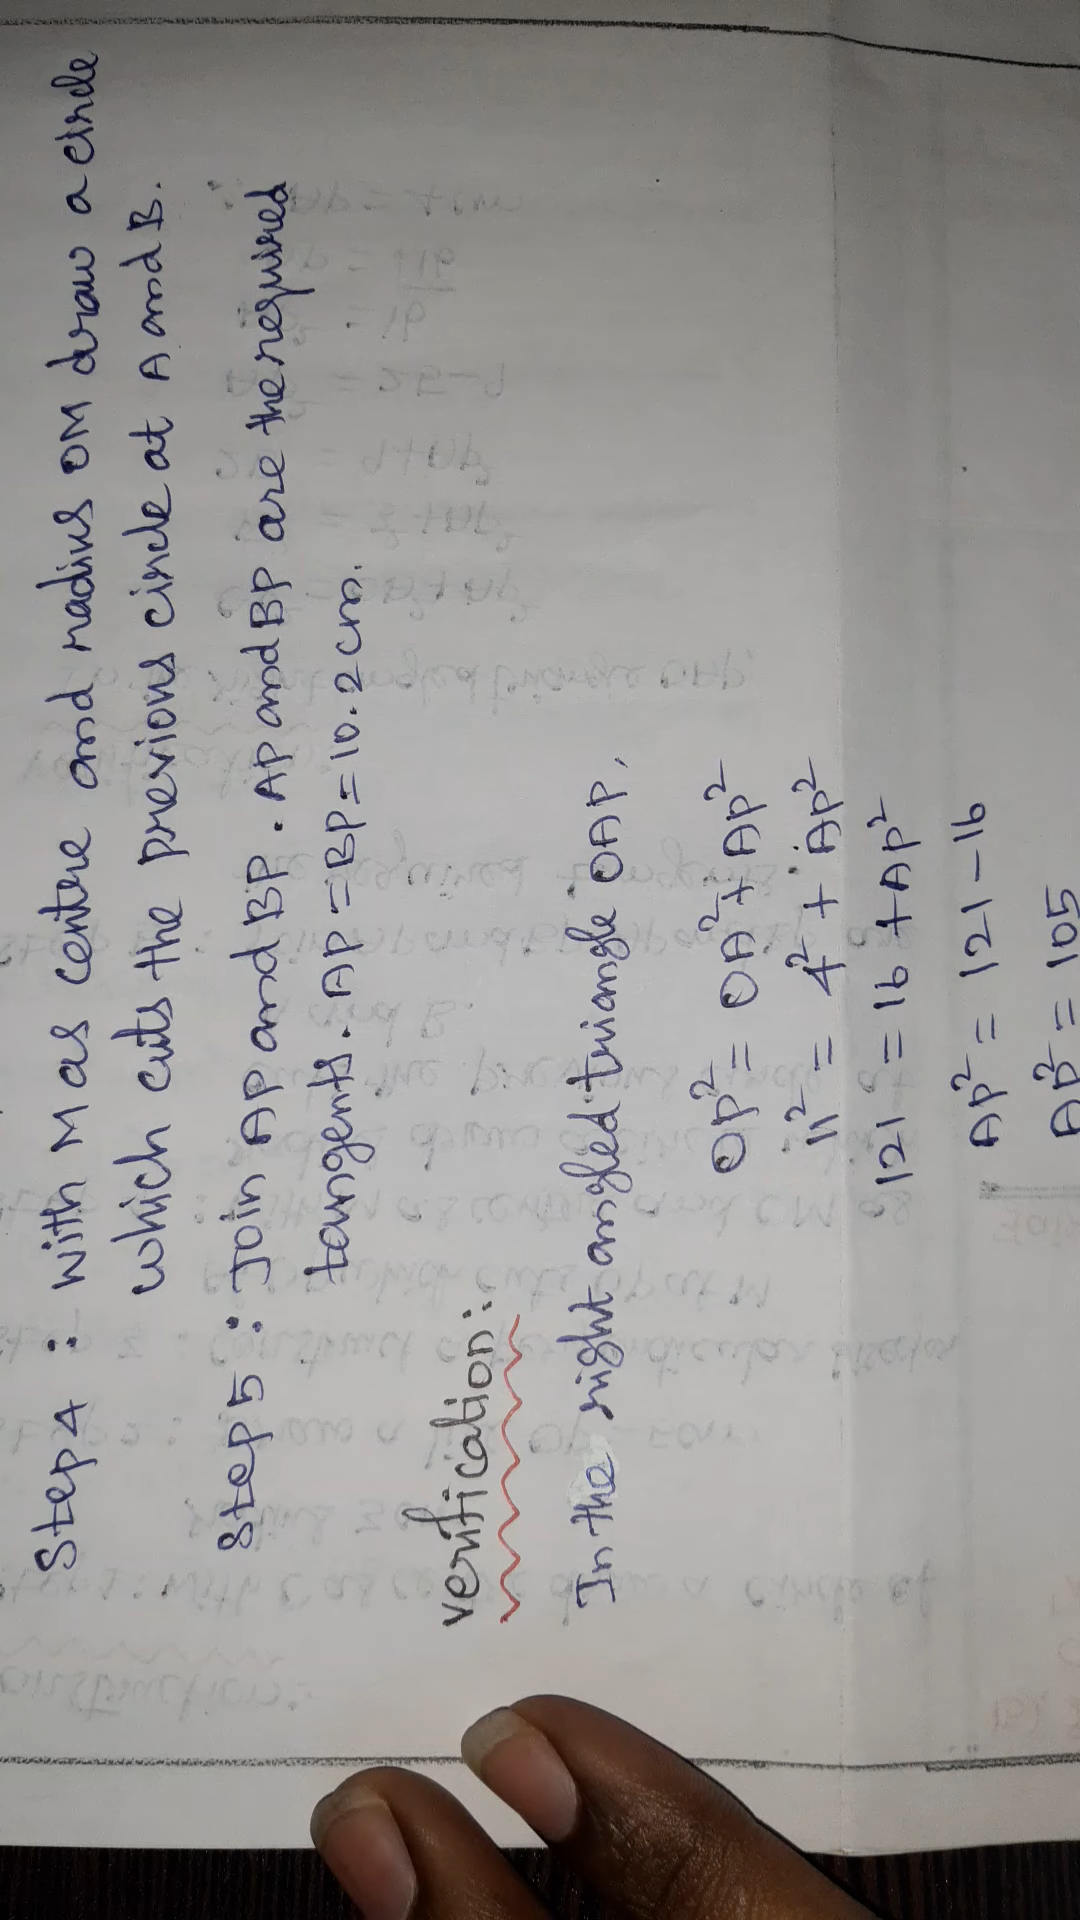 Step 4 : With M as centre and radius OM draw a circle
which cuts the previous circle at A and B.
Step 5 : Join AP and BP. AP and BP are the required
tangents. AP = BP = 10.2 cm.
verification:
In the right angled triangle OAP,
OP² = OA² + AP²
11² = 4² + AP²
121 = 16 + AP²
AP² = 121 - 16
AP² = 105